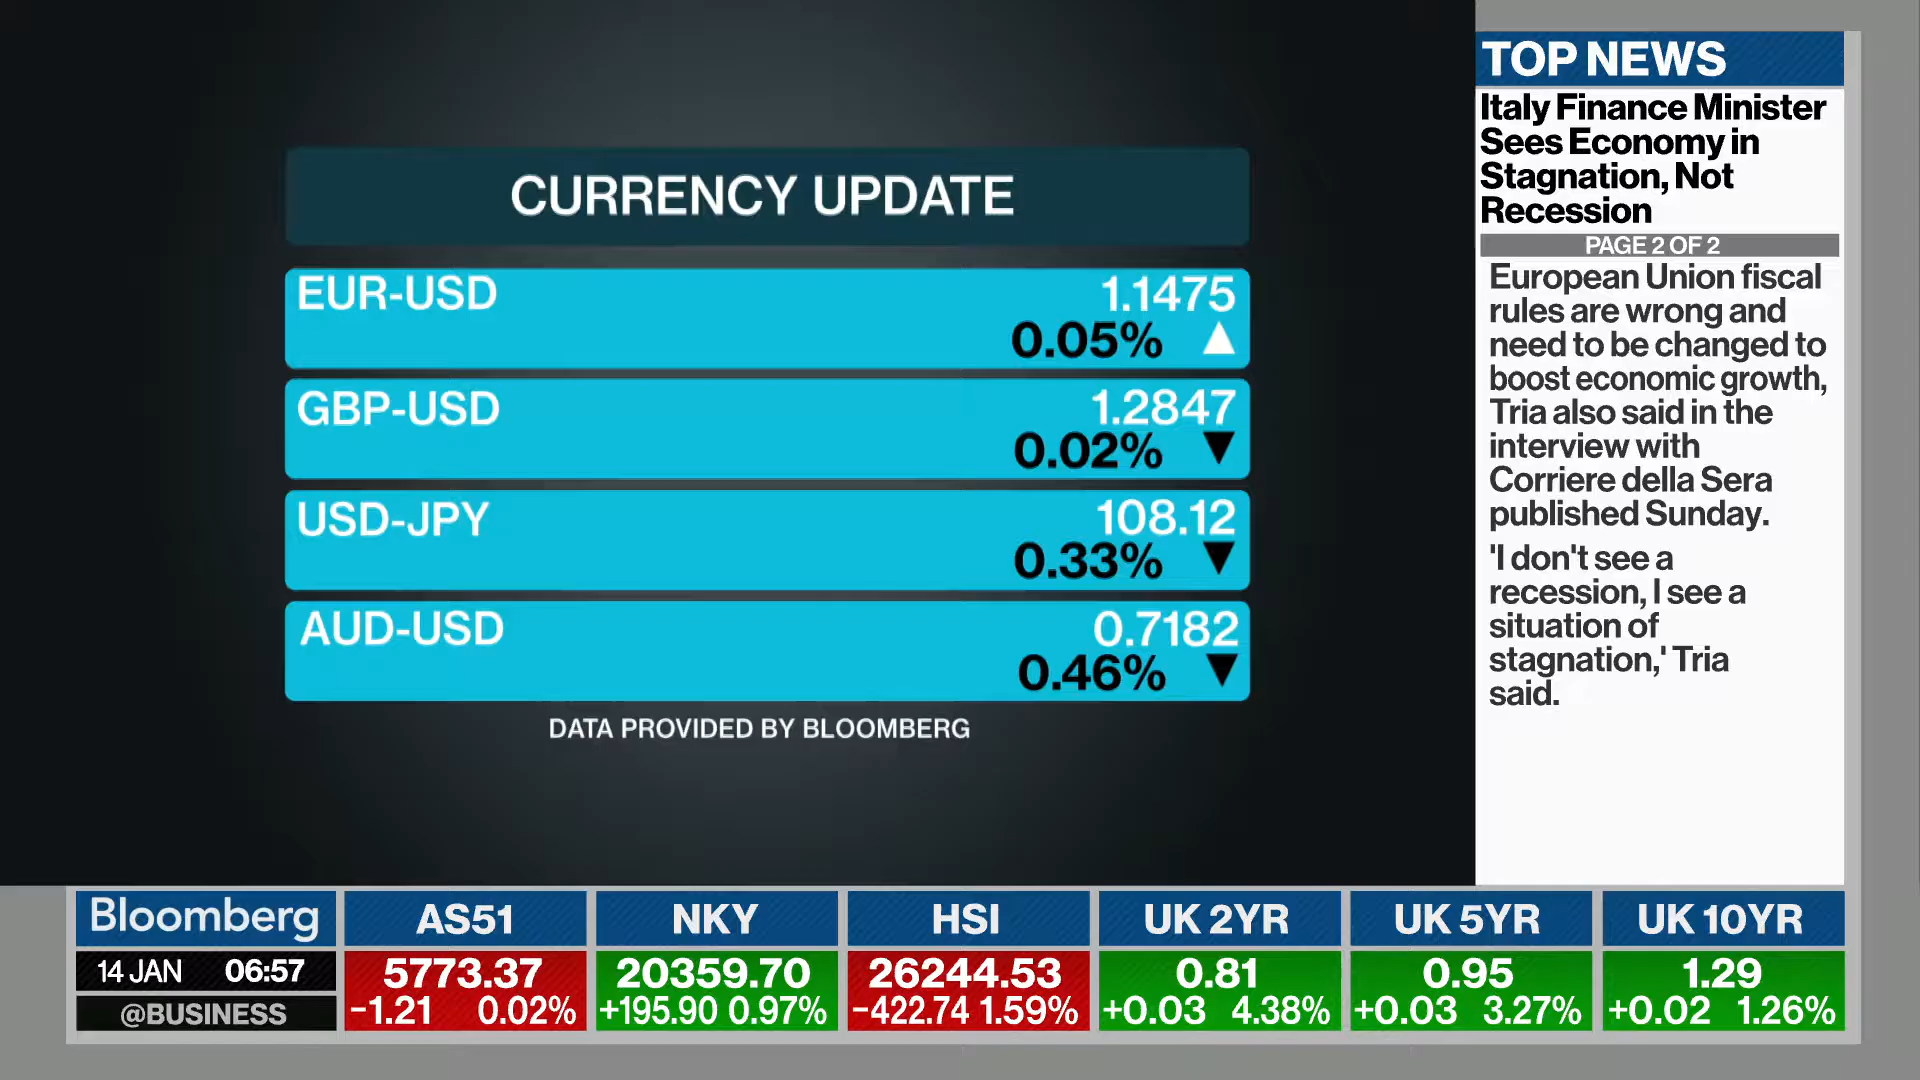 CURRENCY UPDATE
EUR-USD 1.1475
0.05% ▲
GBP-USD 1.2847
0.02% ▼
USD-JPY 108.12
0.33% ▼
AUD-USD 0.7182
0.46% ▼
DATA PROVIDED BY BLOOMBERG
TOP NEWS
Italy Finance Minister
Sees Economy in
Stagnation, Not
Recession
PAGE 2 OF 2
European Union fiscal
rules are wrong and
need to be changed to
boost economic growth,
Tria also said in the
interview with
Corriere della Sera
published Sunday.
'I don't see a
recession, I see a
situation of
stagnation,' Tria
said.
Bloomberg AS51 NKY HSI UK 2YR UK 5YR UK 10YR
14 JAN 06:57 5773.37 20359.70 26244.53 0.81 0.95 1.29
@BUSINESS -1.21 0.02% +195.90 0.97% -422.74 1.59% +0.03 4.38% +0.03 3.27% +0.02 1.26%